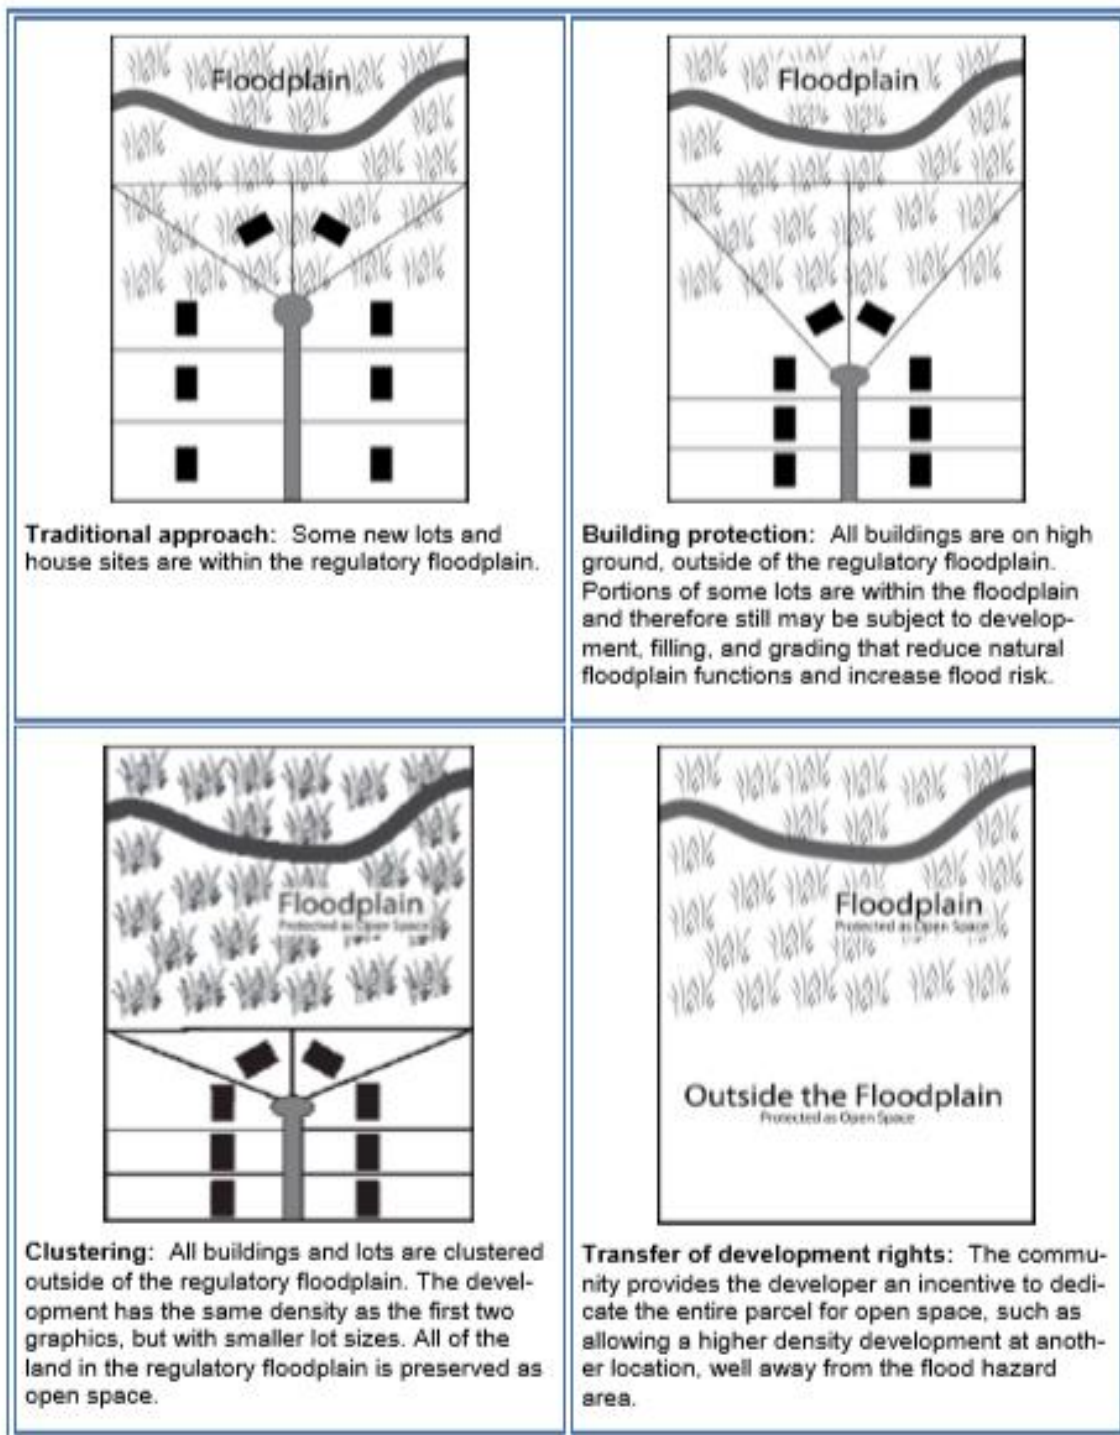 Floodplain
Traditional approach: Some new lots and
house sites are within the regulatory floodplain.
Floodplain
Building protection: All buildings are on high
ground, outside of the regulatory floodplain.
Portions of some lots are within the floodplain
and therefore still may be subject to develop-
ment, filling, and grading that reduce natural
floodplain functions and increase flood risk.
Floodplain
Protected as Open Space
Clustering: All buildings and lots are clustered
outside of the regulatory floodplain. The devel-
opment has the same density as the first two
graphics, but with smaller lot sizes. All of the
land in the regulatory floodplain is preserved as
open space.
Floodplain
Protected as Open Space
Outside the Floodplain
Protected as Open Space
Transfer of development rights: The commu-
nity provides the developer an incentive to dedi-
cate the entire parcel for open space, such as
allowing a higher density development at anoth-
er location, well away from the flood hazard
area.